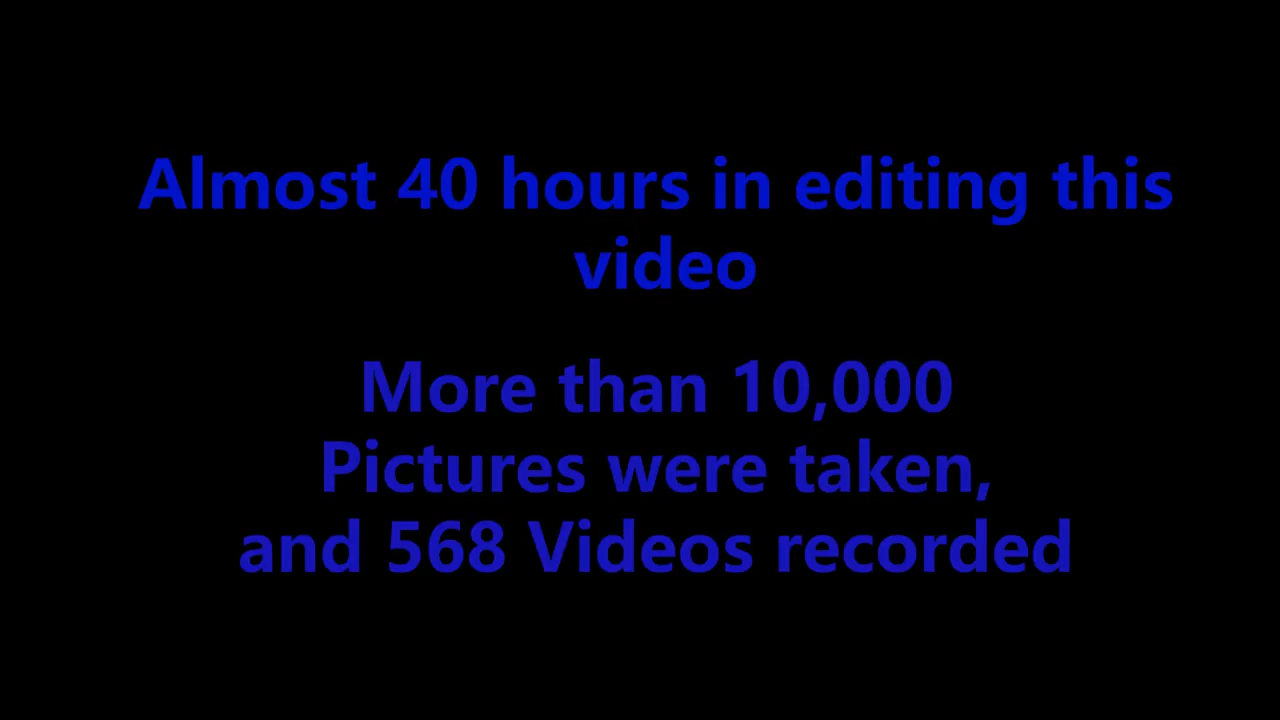 Almost 40 hours in editing this
video
More than 10,000
Pictures were taken,
and 568 Videos recorded